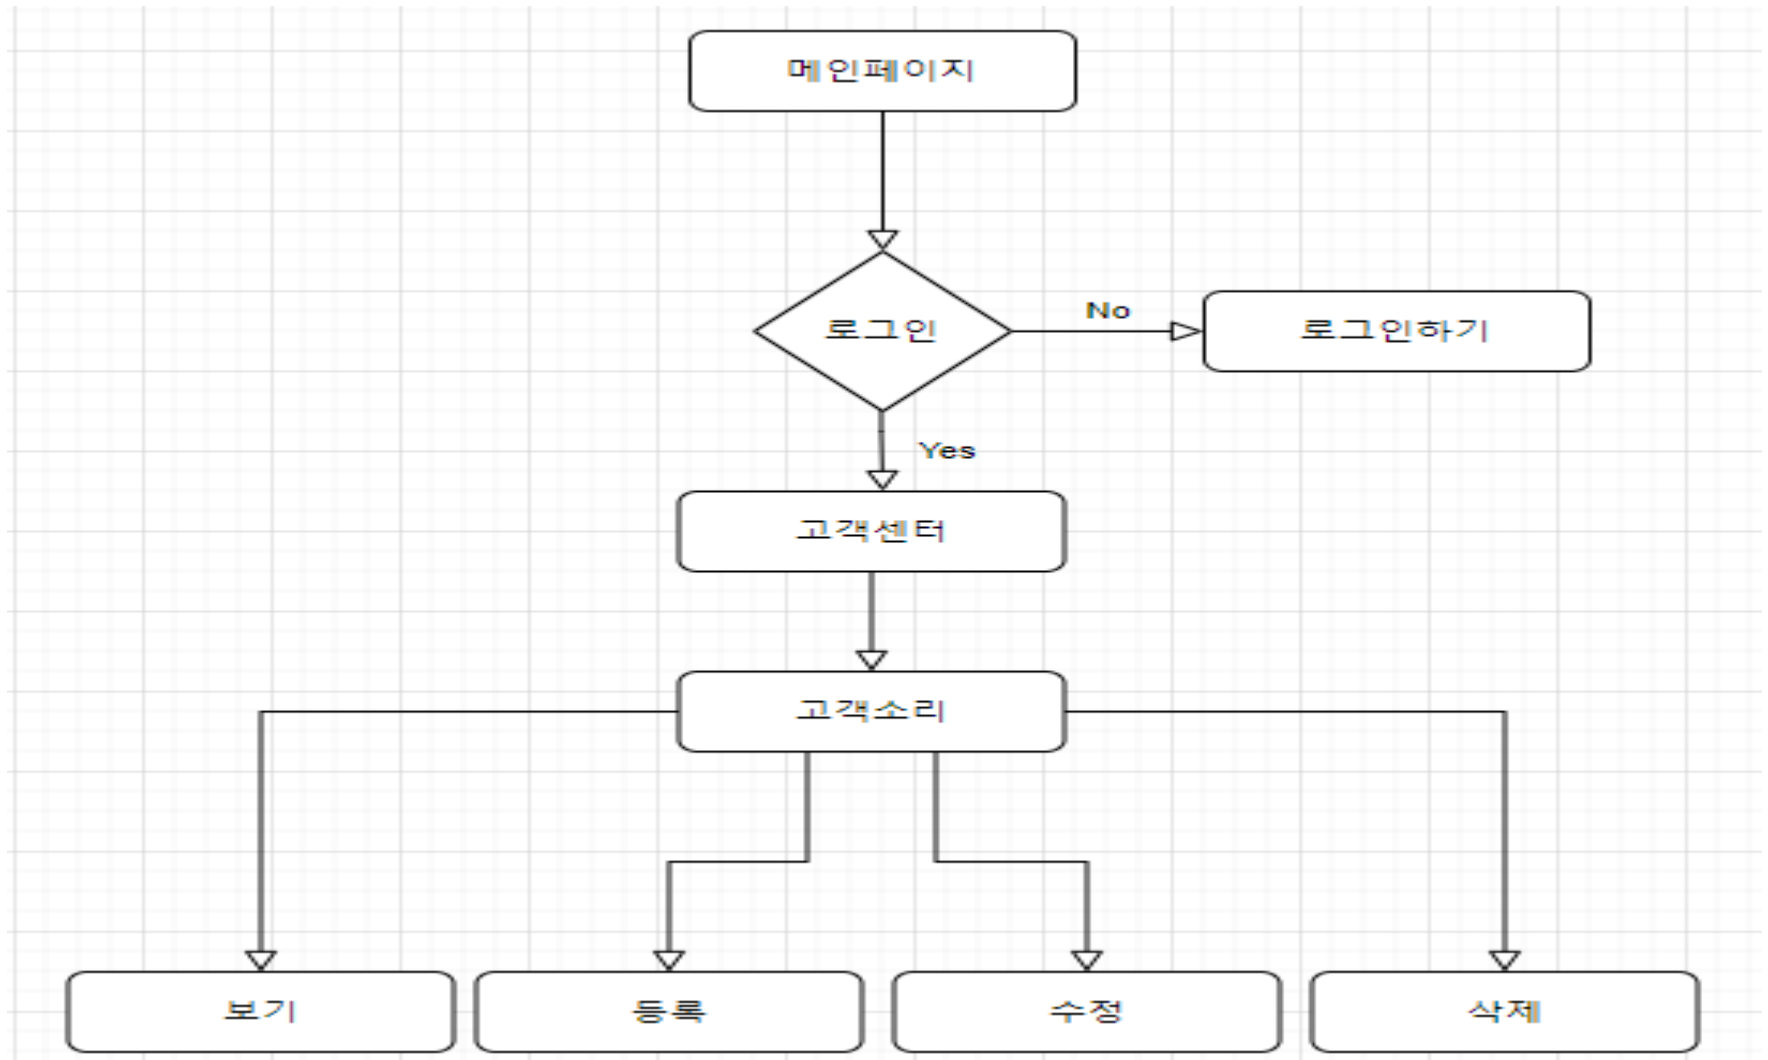 메인페이지
로그인
No
로그인하기
Yes
고객센터
고객소리
보기
등록
수정
삭제